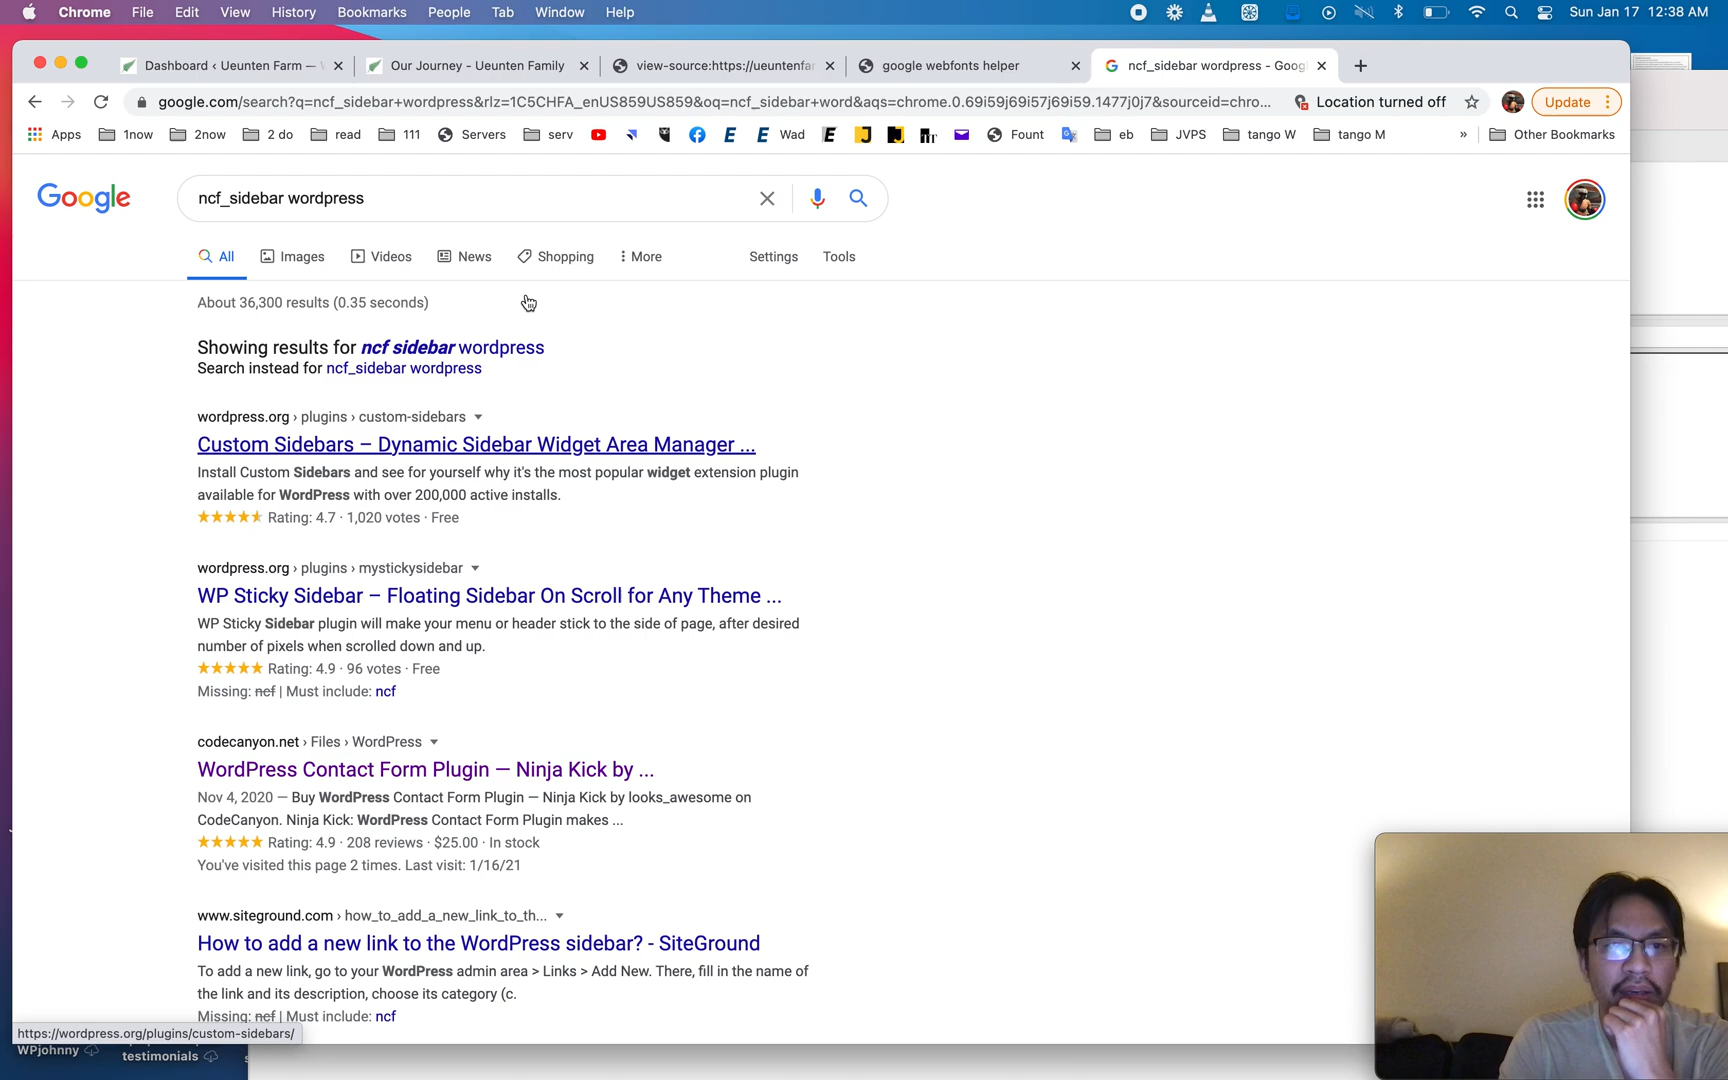 Chrome File Edit View History Bookmarks People Tab Window Help Sun Jan 17 12:38 AM
Dashboard ‹ Ueunten Farm — Our Journey - Ueunten Family view-source:https://ueuntenfa google webfonts helper ncf_sidebar wordpress - Goog
google.com/search?q=ncf_sidebar+wordpress&rlz=1C5CHFA_enUS859US859&oq=ncf_sidebar+word&aqs=chrome.0.69i59j69i57j69i59.1477j0j7&sourceid=chro... Location turned off Update
Apps 1now 2now 2 do read 111 Servers serv Wad Fount eb JVPS tango W tango M » Other Bookmarks
Google ncf_sidebar wordpress
All Images Videos News Shopping More Settings Tools
About 36,300 results (0.35 seconds)
Showing results for ncf sidebar wordpress
Search instead for ncf_sidebar wordpress
wordpress.org › plugins › custom-sidebars
Custom Sidebars – Dynamic Sidebar Widget Area Manager ...
Install Custom Sidebars and see for yourself why it's the most popular widget extension plugin
available for WordPress with over 200,000 active installs.
Rating: 4.7 · 1,020 votes · Free
wordpress.org › plugins › mystickysidebar
WP Sticky Sidebar – Floating Sidebar On Scroll for Any Theme ...
WP Sticky Sidebar plugin will make your menu or header stick to the side of page, after desired
number of pixels when scrolled down and up.
Rating: 4.9 · 96 votes · Free
Missing: ncf | Must include: ncf
codecanyon.net › Files › WordPress
WordPress Contact Form Plugin — Ninja Kick by ...
Nov 4, 2020 — Buy WordPress Contact Form Plugin — Ninja Kick by looks_awesome on
CodeCanyon. Ninja Kick: WordPress Contact Form Plugin makes ...
Rating: 4.9 · 208 reviews · $25.00 · In stock
You've visited this page 2 times. Last visit: 1/16/21
www.siteground.com › how_to_add_a_new_link_to_th...
How to add a new link to the WordPress sidebar? - SiteGround
To add a new link, go to your WordPress admin area > Links > Add New. There, fill in the name of
the link and its description, choose its category (c.
Missing: ncf | Must include: ncf
https://wordpress.org/plugins/custom-sidebars/
WPjohnny testimonials